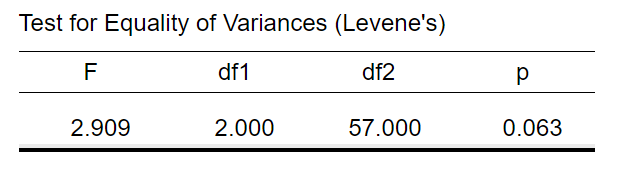 Test for Equality of Variances (Levene's)
F df1 df2 p
2.909 2.000 57.000 0.063